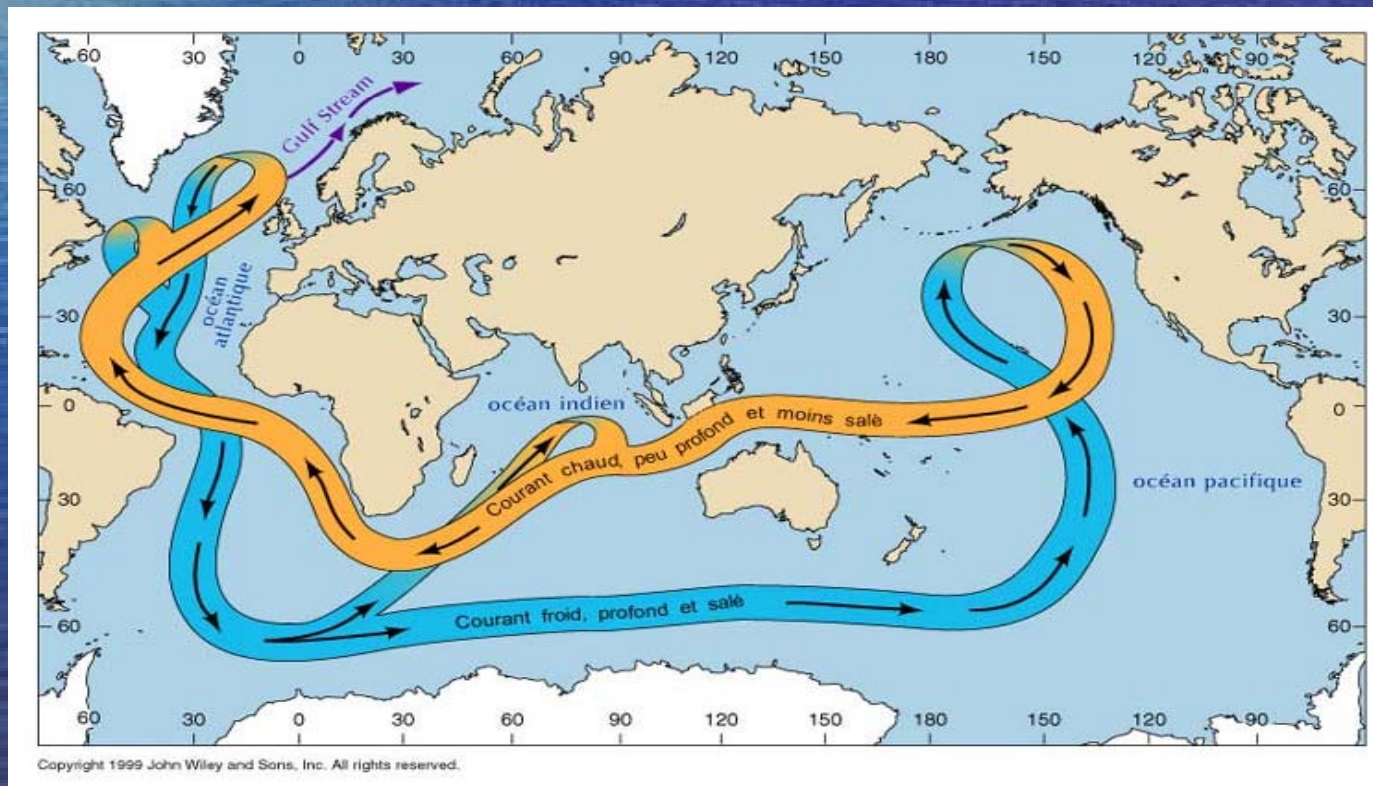 60 30 0 30 60 90 120 150 180 150 120 90
Gulf Stream
60 60
océan
atlantique
30 30
océan indien
0 0
Courant chaud, peu profond et moins salé
océan pacifique
30 30
Courant froid, profond et salé
60 60
60 30 0 30 60 90 120 150 180 150 120 90
Copyright 1999 John Wiley and Sons, Inc. All rights reserved.